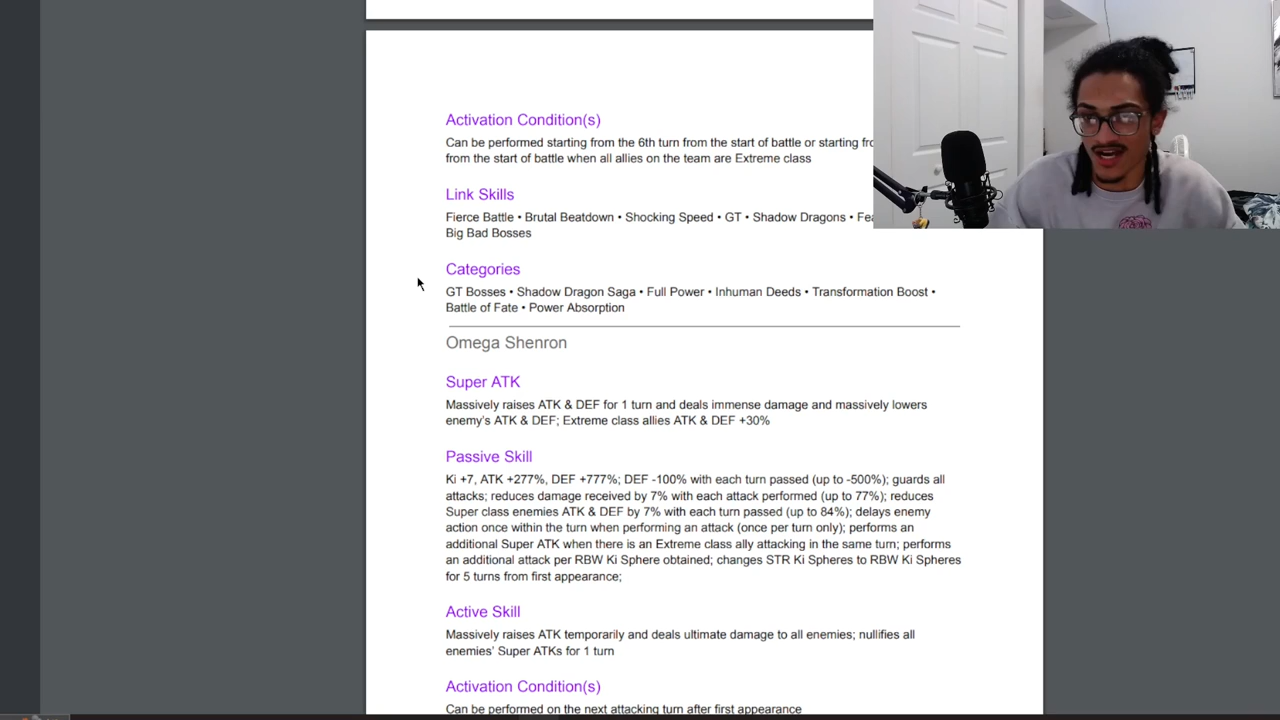 Activation Condition(s)
Can be performed starting from the 6th turn from the start of battle or starting
from the start of battle when all allies on the team are Extreme class
Link Skills
Fierce Battle • Brutal Beatdown • Shocking Speed • GT • Shadow Dragons •
Big Bad Bosses
Categories
GT Bosses • Shadow Dragon Saga • Full Power • Inhuman Deeds • Transformation Boost •
Battle of Fate • Power Absorption
Omega Shenron
Super ATK
Massively raises ATK & DEF for 1 turn and deals immense damage and massively lowers
enemy's ATK & DEF; Extreme class allies ATK & DEF +30%
Passive Skill
Ki +7, ATK +277%, DEF +777%; DEF -100% with each turn passed (up to -500%); guards all
attacks; reduces damage received by 7% with each attack performed (up to 77%); reduces
Super class enemies ATK & DEF by 7% with each turn passed (up to 84%); delays enemy
action once within the turn when performing an attack (once per turn only); performs an
additional Super ATK when there is an Extreme class ally attacking in the same turn; performs
an additional attack per RBW Ki Sphere obtained; changes STR Ki Spheres to RBW Ki Spheres
for 5 turns from first appearance;
Active Skill
Massively raises ATK temporarily and deals ultimate damage to all enemies; nullifies all
enemies' Super ATKs for 1 turn
Activation Condition(s)
Can be performed on the next attacking turn after first appearance